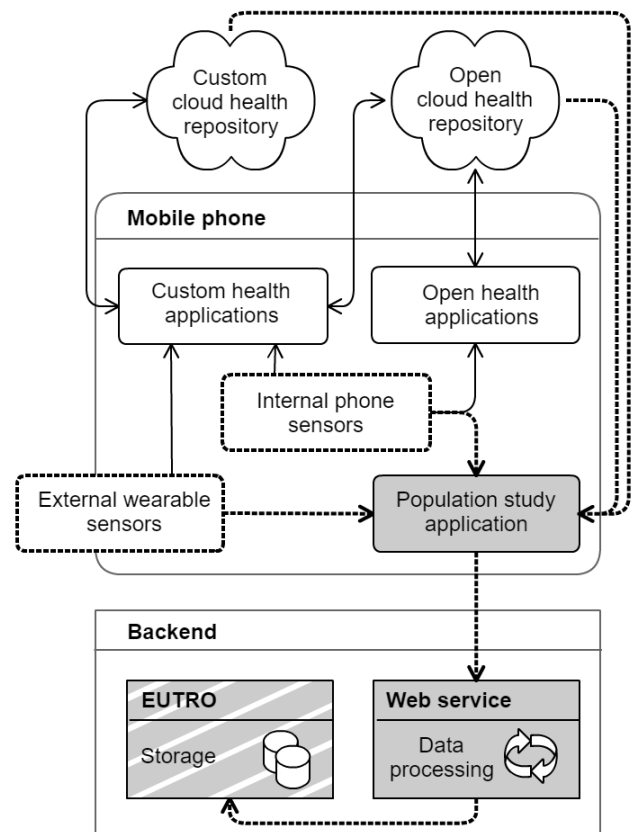 Custom
cloud health
repository
Open
cloud health
repository
Mobile phone
Custom health
applications
Open health
applications
Internal phone
sensors
External wearable
sensors
Population study
application
Backend
EUTRO
Storage
Web service
Data
processing